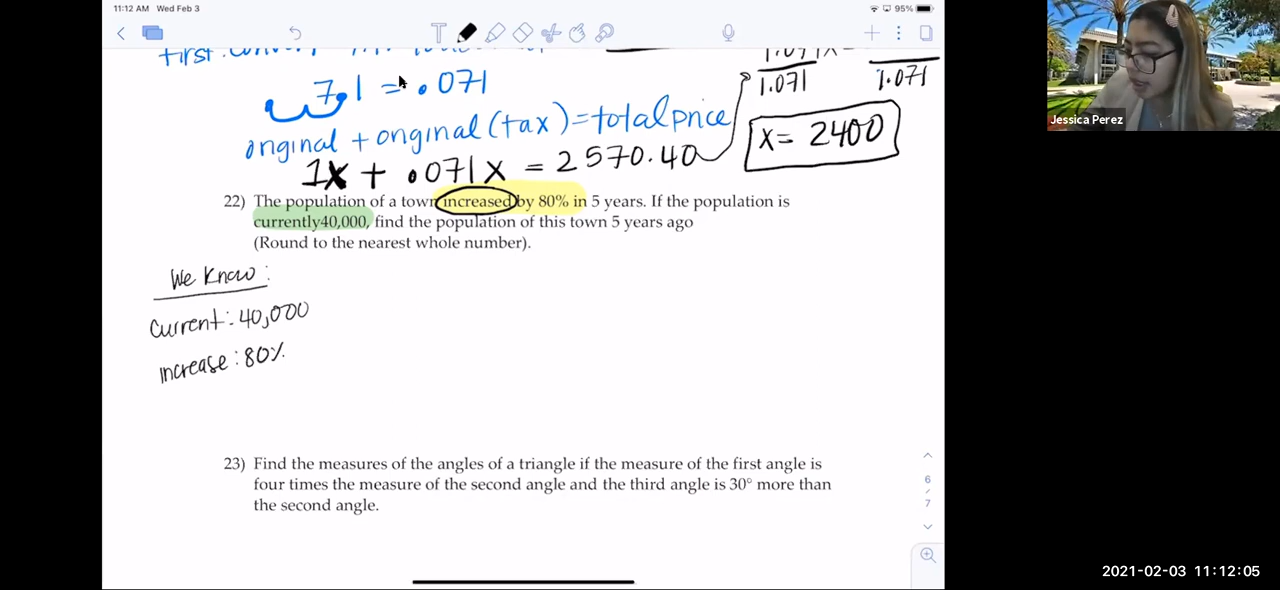 11:12 AM Wed Feb 3
95%
first
1.071x
7.1 = .071
1.071
1.071
original + original (tax) = total price
x = 2400
1x + .071x = 2570.40
22) The population of a town increased by 80% in 5 years. If the population is
currently40,000, find the population of this town 5 years ago
(Round to the nearest whole number).
We Know:
Current: 40,000
increase: 80%
23) Find the measures of the angles of a triangle if the measure of the first angle is
four times the measure of the second angle and the third angle is 30° more than
the second angle.
6
7
Jessica Perez
2021-02-03 11:12:05